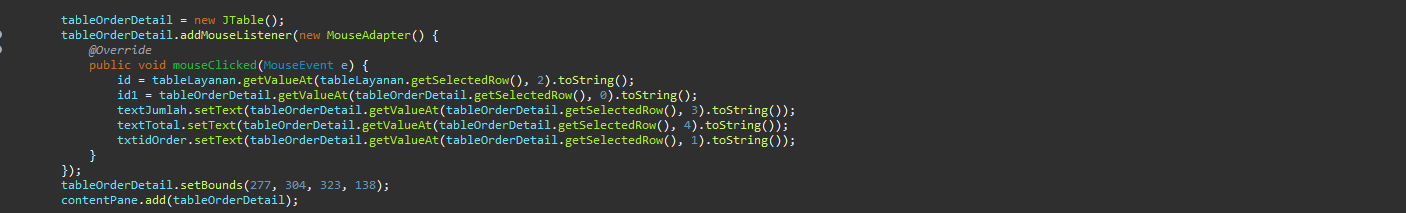 tableOrderDetail = new JTable();
tableOrderDetail.addMouseListener(new MouseAdapter() {
@Override
public void mouseClicked(MouseEvent e) {
id = tableLayanan.getValueAt(tableLayanan.getSelectedRow(), 2).toString();
id1 = tableOrderDetail.getValueAt(tableOrderDetail.getSelectedRow(), 0).toString();
textJumlah.setText(tableOrderDetail.getValueAt(tableOrderDetail.getSelectedRow(), 3).toString());
textTotal.setText(tableOrderDetail.getValueAt(tableOrderDetail.getSelectedRow(), 4).toString());
txtidOrder.setText(tableOrderDetail.getValueAt(tableOrderDetail.getSelectedRow(), 1).toString());
}
});
tableOrderDetail.setBounds(277, 304, 323, 138);
contentPane.add(tableOrderDetail);